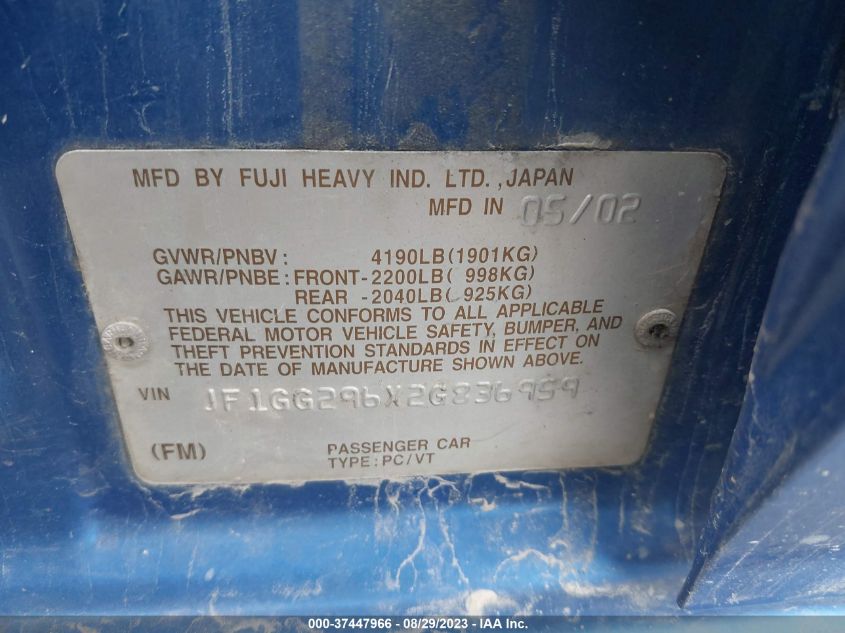 MFD BY FUJI HEAVY IND. LTD., JAPAN
MFD IN 05/02
GVWR/PNBV: 4190LB(1901KG)
GAWR/PNBE: FRONT-2200LB( 998KG)
REAR -2040LB( 925KG)
THIS VEHICLE CONFORMS TO ALL APPLICABLE
FEDERAL MOTOR VEHICLE SAFETY, BUMPER, AND
THEFT PREVENTION STANDARDS IN EFFECT ON
THE DATE OF MANUFACTURE SHOWN ABOVE.
VIN JF1GG296X2G836959
(FM) PASSENGER CAR
TYPE: PC/VT
000-37447966 - 08/29/2023 - IAA Inc.